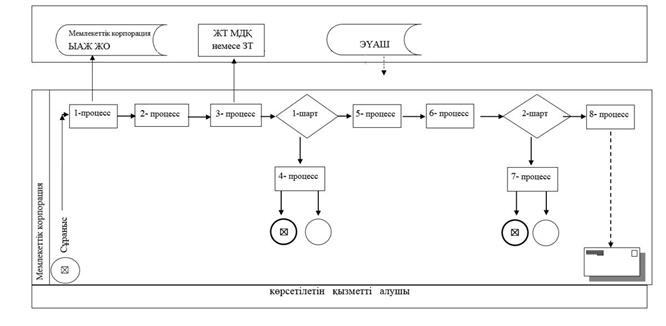 Мемлекеттік корпорация
ЫАЖ ЖО
ЖТ МДҚ
немесе ЗТ
ЭҮАШ
Мемлекеттік корпорация
Сұраныс
1-процесс
2- процесс
3- процесс
1-шарт
5- процесс
6- процесс
2-шарт
8- процесс
4- процесс
7- процесс
көрсетілетін қызметті алушы